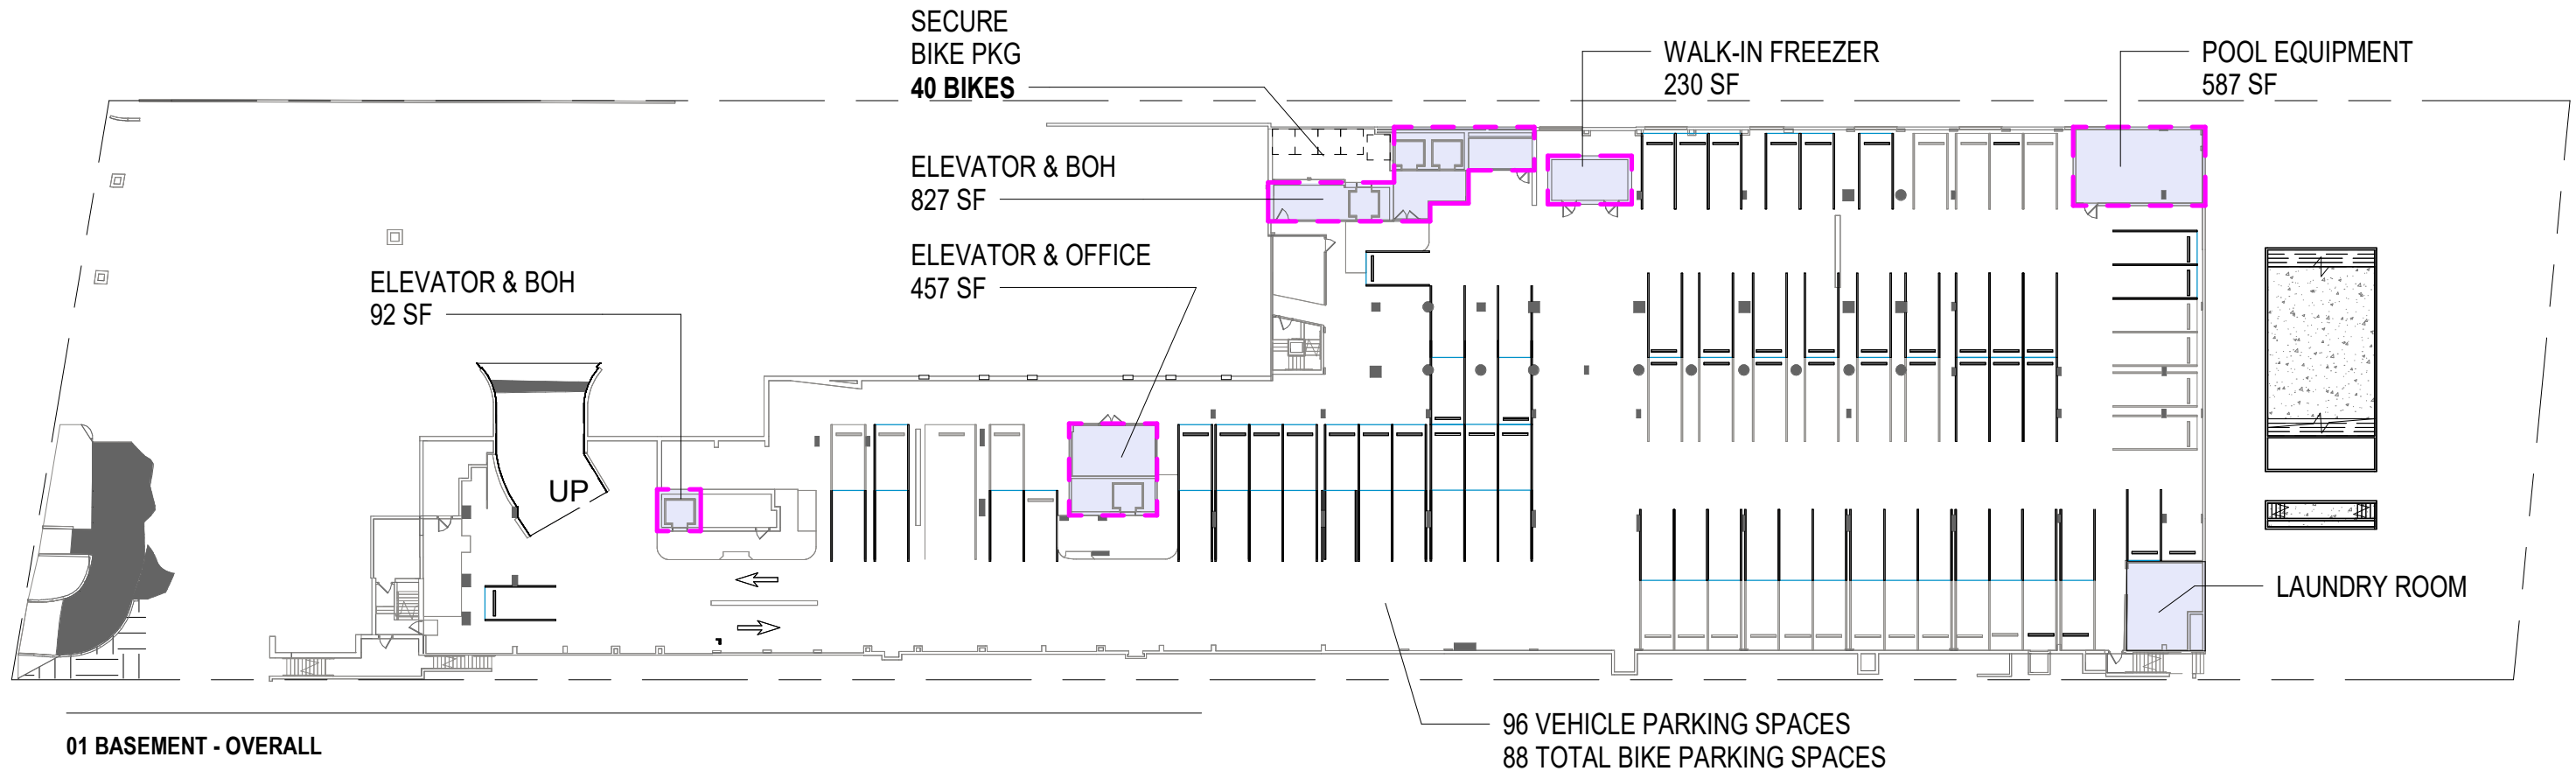 SECURE
BIKE PKG
40 BIKES
WALK-IN FREEZER
230 SF
POOL EQUIPMENT
587 SF
ELEVATOR & BOH
827 SF
ELEVATOR & OFFICE
457 SF
ELEVATOR & BOH
92 SF
UP
LAUNDRY ROOM
96 VEHICLE PARKING SPACES
88 TOTAL BIKE PARKING SPACES
01 BASEMENT - OVERALL